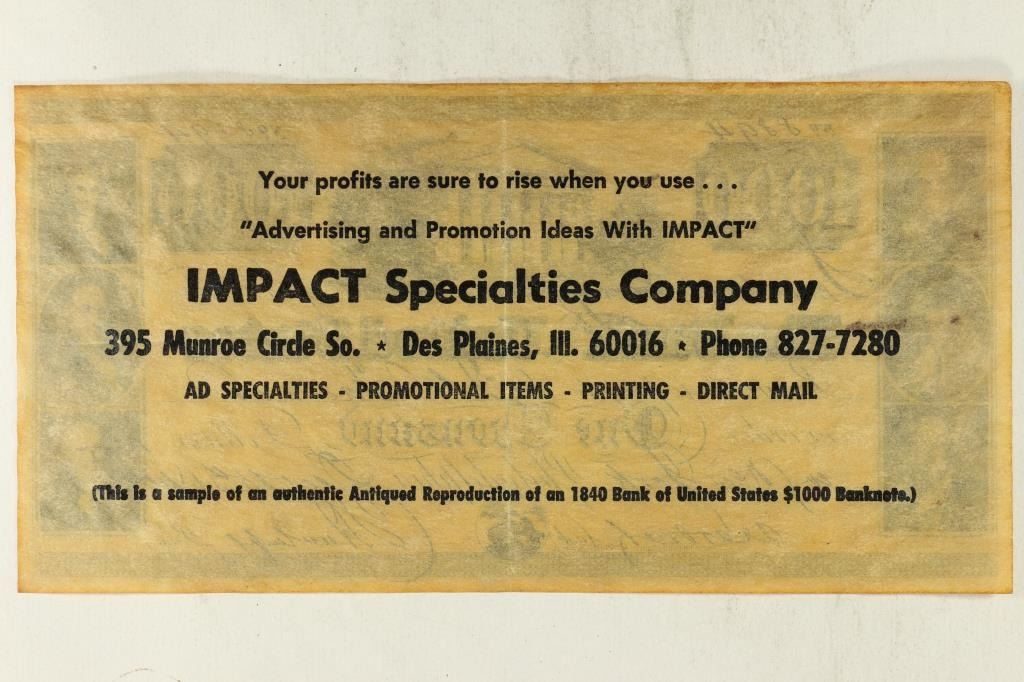 Your profits are sure to rise when you use . . .
"Advertising and Promotion Ideas With IMPACT"
IMPACT Specialties Company
395 Munroe Circle So. ★ Des Plaines, Ill. 60016 ★ Phone 827-7280
AD SPECIALTIES - PROMOTIONAL ITEMS - PRINTING - DIRECT MAIL
(This is a sample of an authentic Antiqued Reproduction of an 1840 Bank of United States $1000 Banknote.)